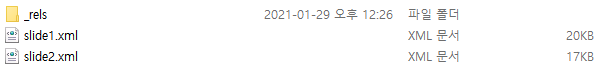 _rels 2021-01-29 오후 12:26 파일 폴더
slide1.xml XML 문서 20KB
slide2.xml XML 문서 17KB